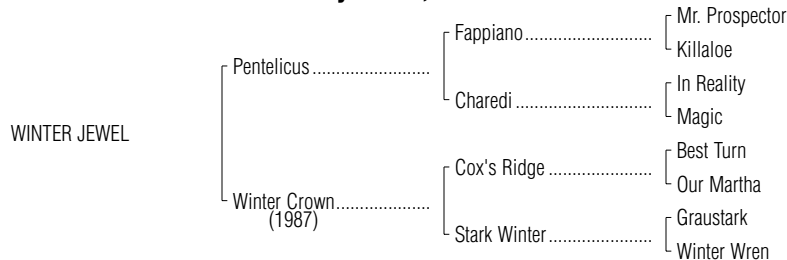 Mr. Prospector
Fappiano
Killaloe
Pentelicus
In Reality
Charedi
Magic
WINTER JEWEL
Best Turn
Cox's Ridge
Our Martha
Winter Crown
(1987)
Graustark
Stark Winter
Winter Wren